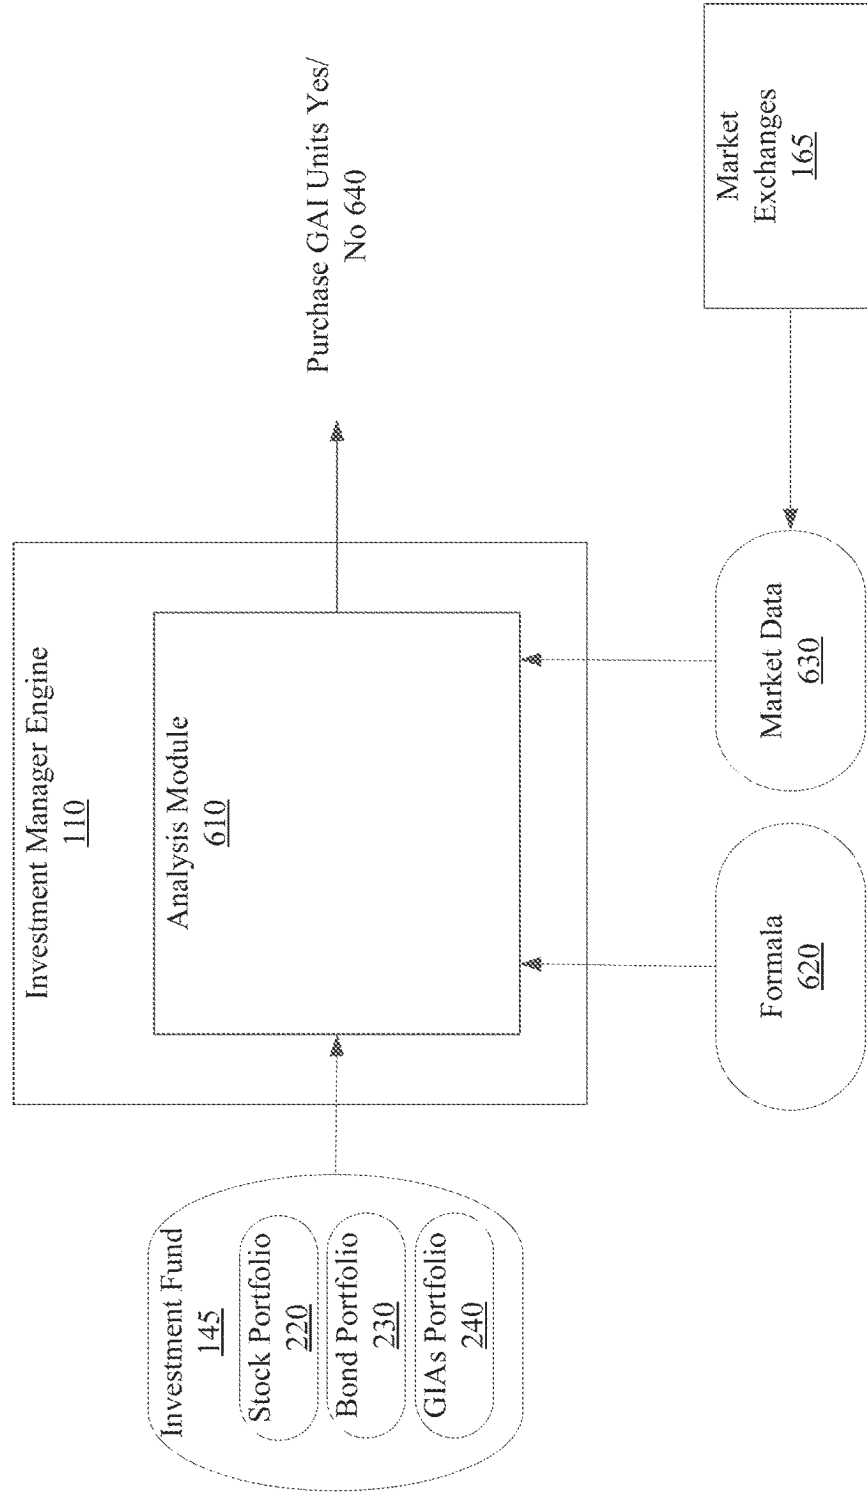 Investment Manager Engine
110
Analysis Module
610
Investment Fund
145
Stock Portfolio
220
Bond Portfolio
230
GIAs Portfolio
240
Purchase GAI Units Yes/
No 640
Formala
620
Market Data
630
Market
Exchanges
165